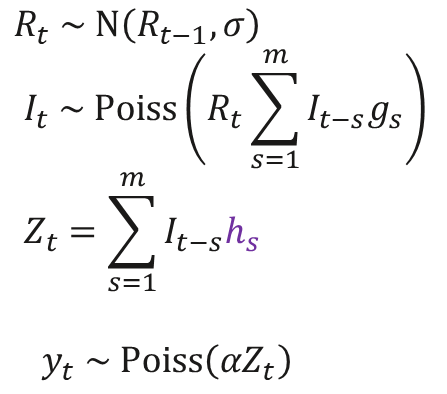 R_t ~ N(R_{t−1}, σ)
I_t ~ Poiss(R_t ∑_{s=1}^{m} I_{t−s} g_s)
Z_t = ∑_{s=1}^{m} I_{t−s} h_s
y_t ~ Poiss(αZ_t)